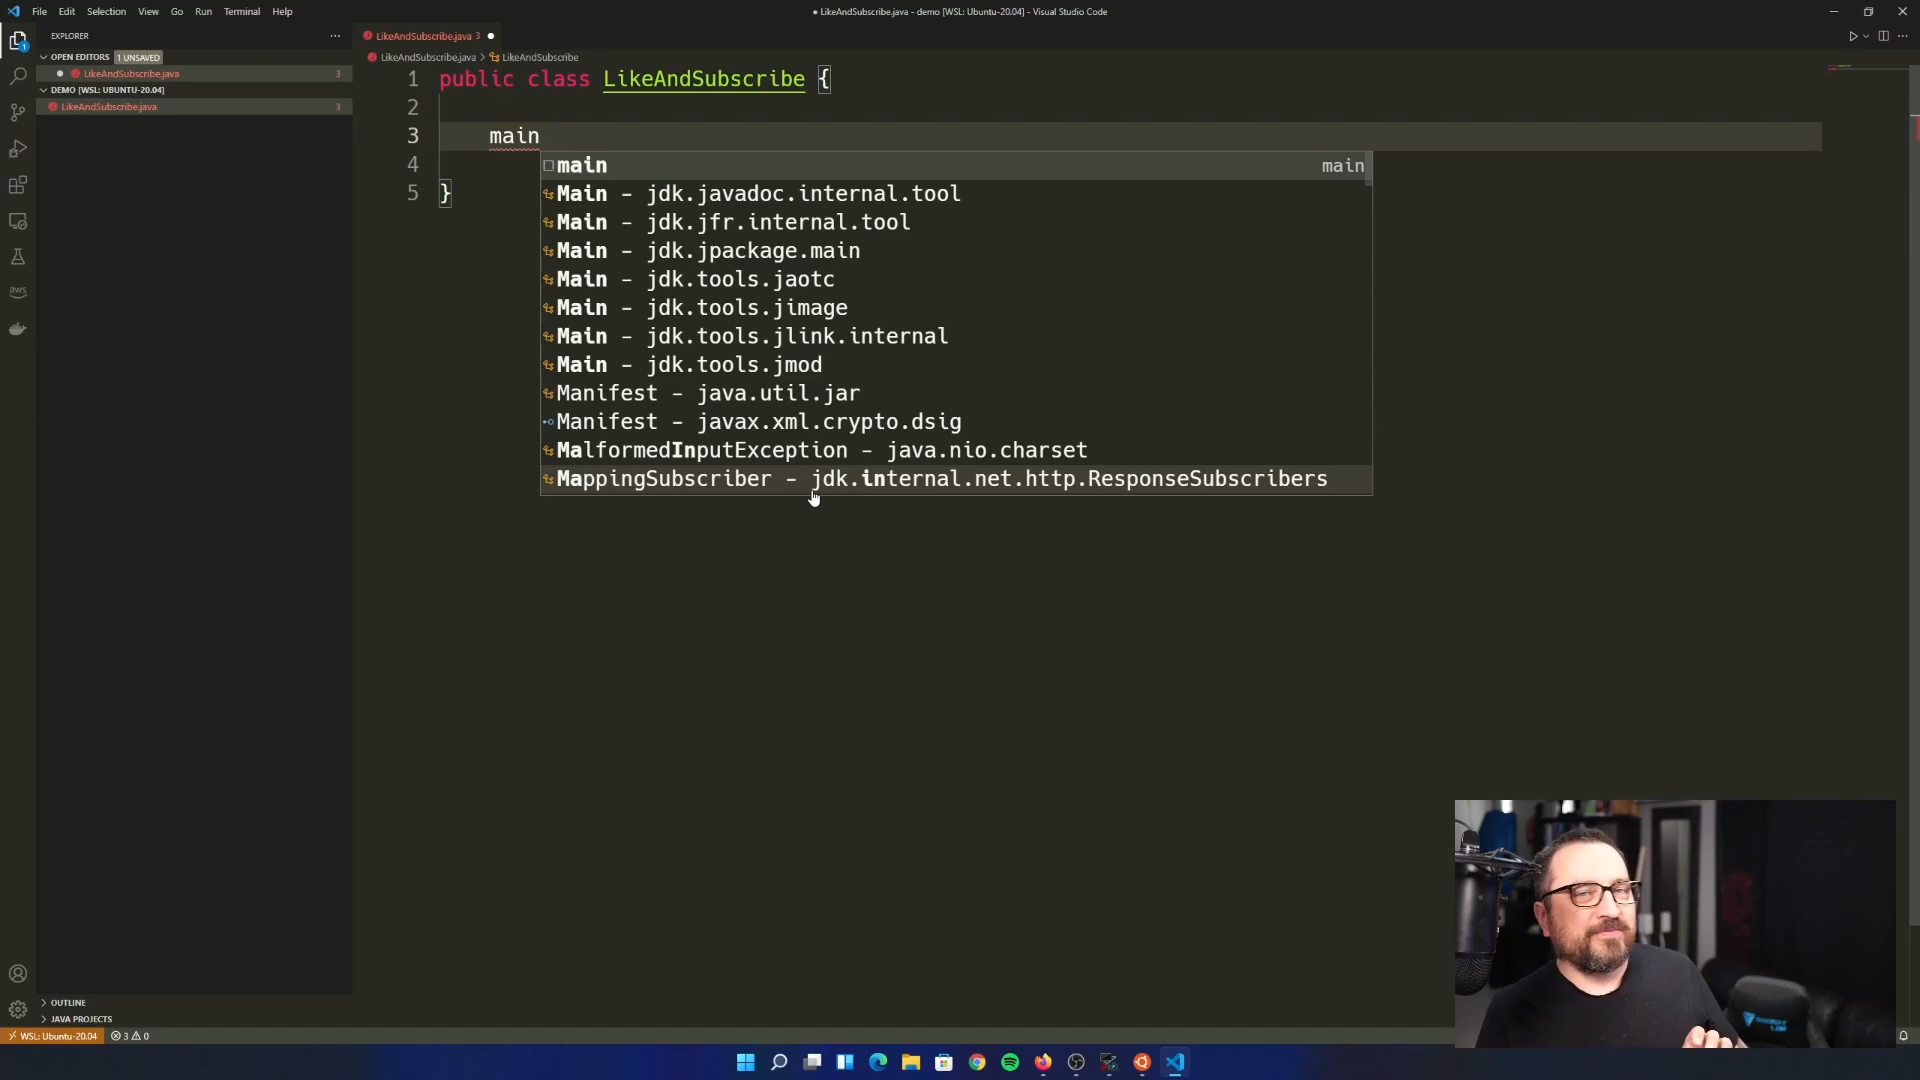 File Edit Selection View Go Run Terminal Help
● LikeAndSubscribe.java - demo [WSL: Ubuntu-20.04] - Visual Studio Code
EXPLORER
OPEN EDITORS 1 UNSAVED
LikeAndSubscribe.java 3
DEMO [WSL: UBUNTU-20.04]
LikeAndSubscribe.java 3
OUTLINE
JAVA PROJECTS
LikeAndSubscribe.java 3
LikeAndSubscribe.java > LikeAndSubscribe
1 public class LikeAndSubscribe {
2
3 main
4
5 }
main main
Main - jdk.javadoc.internal.tool
Main - jdk.jfr.internal.tool
Main - jdk.jpackage.main
Main - jdk.tools.jaotc
Main - jdk.tools.jimage
Main - jdk.tools.jlink.internal
Main - jdk.tools.jmod
Manifest - java.util.jar
Manifest - javax.xml.crypto.dsig
MalformedInputException - java.nio.charset
MappingSubscriber - jdk.internal.net.http.ResponseSubscribers
aws
1
WSL: Ubuntu-20.04 3 0